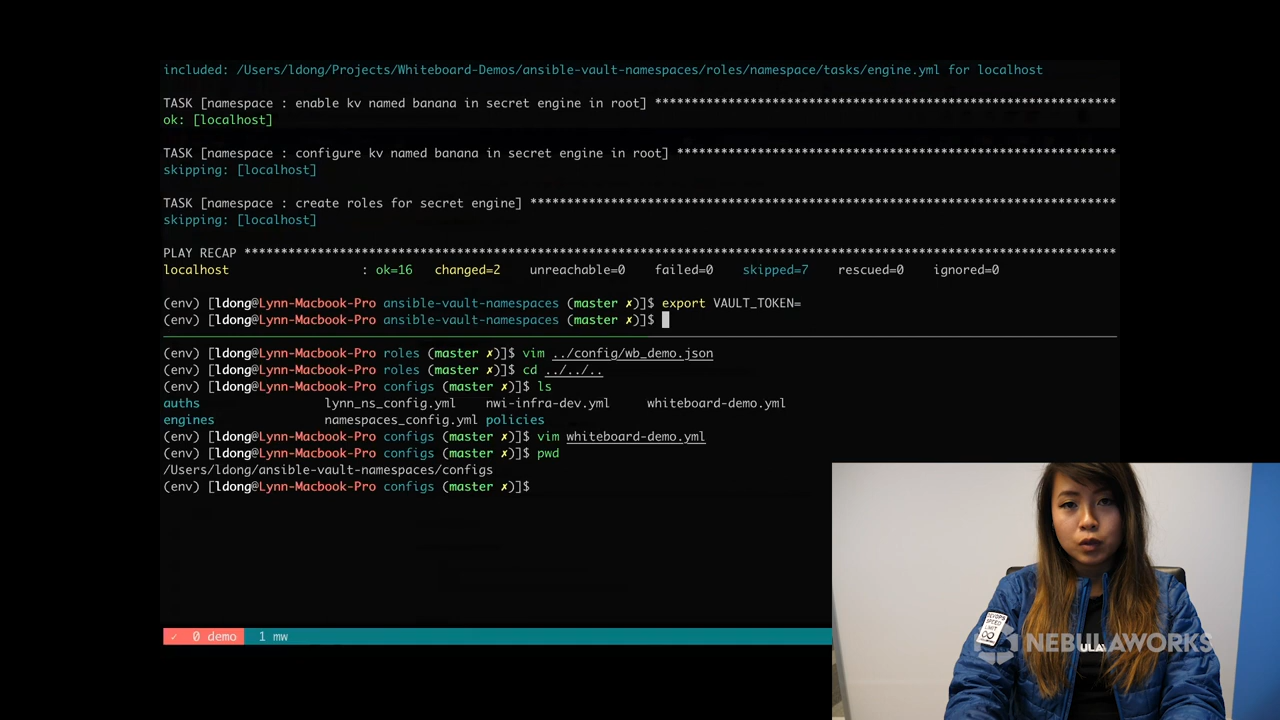 included: /Users/ldong/Projects/Whiteboard-Demos/ansible-vault-namespaces/roles/namespace/tasks/engine.yml for localhost
TASK [namespace : enable kv named banana in secret engine in root] ***************************************************************
ok: [localhost]
TASK [namespace : configure kv named banana in secret engine in root] ************************************************************
skipping: [localhost]
TASK [namespace : create roles for secret engine] ********************************************************************************
skipping: [localhost]
PLAY RECAP ***********************************************************************************************************************
localhost : ok=16 changed=2 unreachable=0 failed=0 skipped=7 rescued=0 ignored=0
(env) [ldong@Lynn-Macbook-Pro ansible-vault-namespaces (master ✗)]$ export VAULT_TOKEN=
(env) [ldong@Lynn-Macbook-Pro ansible-vault-namespaces (master ✗)]$
(env) [ldong@Lynn-Macbook-Pro roles (master ✗)]$ vim ../config/wb_demo.json
(env) [ldong@Lynn-Macbook-Pro roles (master ✗)]$ cd ../../..
(env) [ldong@Lynn-Macbook-Pro configs (master ✗)]$ ls
auths lynn_ns_config.yml nwi-infra-dev.yml whiteboard-demo.yml
engines namespaces_config.yml policies
(env) [ldong@Lynn-Macbook-Pro configs (master ✗)]$ vim whiteboard-demo.yml
(env) [ldong@Lynn-Macbook-Pro configs (master ✗)]$ pwd
/Users/ldong/ansible-vault-namespaces/configs
(env) [ldong@Lynn-Macbook-Pro configs (master ✗)]$
✓ 0 demo 1 mw
DEVOPS
SPEED
LIMIT
∞
NEBULAWORKS
ULA